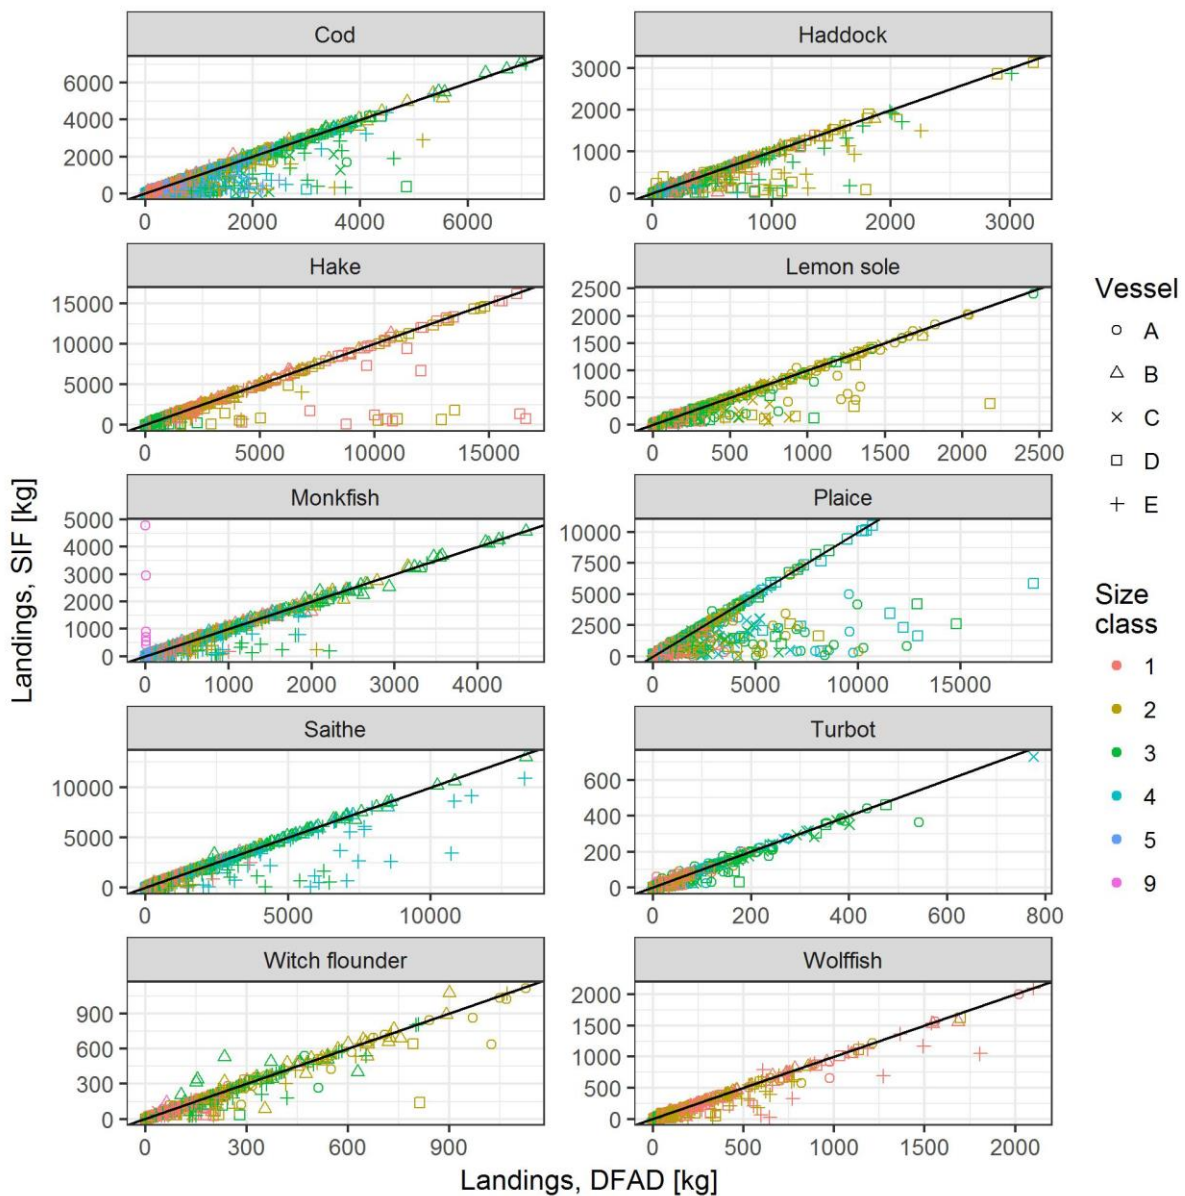 Cod
6000
4000
2000
0
0 2000 4000 6000
Haddock
3000
2000
1000
0
0 1000 2000 3000
Hake
15000
10000
5000
0
0 5000 10000 15000
Lemon sole
2500
2000
1500
1000
500
0
0 500 1000 1500 2000 2500
Monkfish
5000
4000
3000
2000
1000
0
0 1000 2000 3000 4000
Plaice
10000
7500
5000
2500
0
0 5000 10000 15000
Saithe
10000
5000
0
0 5000 10000
Turbot
600
400
200
0
0 200 400 600 800
Witch flounder
900
600
300
0
0 300 600 900
Wolffish
2000
1500
1000
500
0
0 500 1000 1500 2000
Landings, SIF [kg]
Landings, DFAD [kg]
Vessel
A
B
C
D
E
Size
class
1
2
3
4
5
9